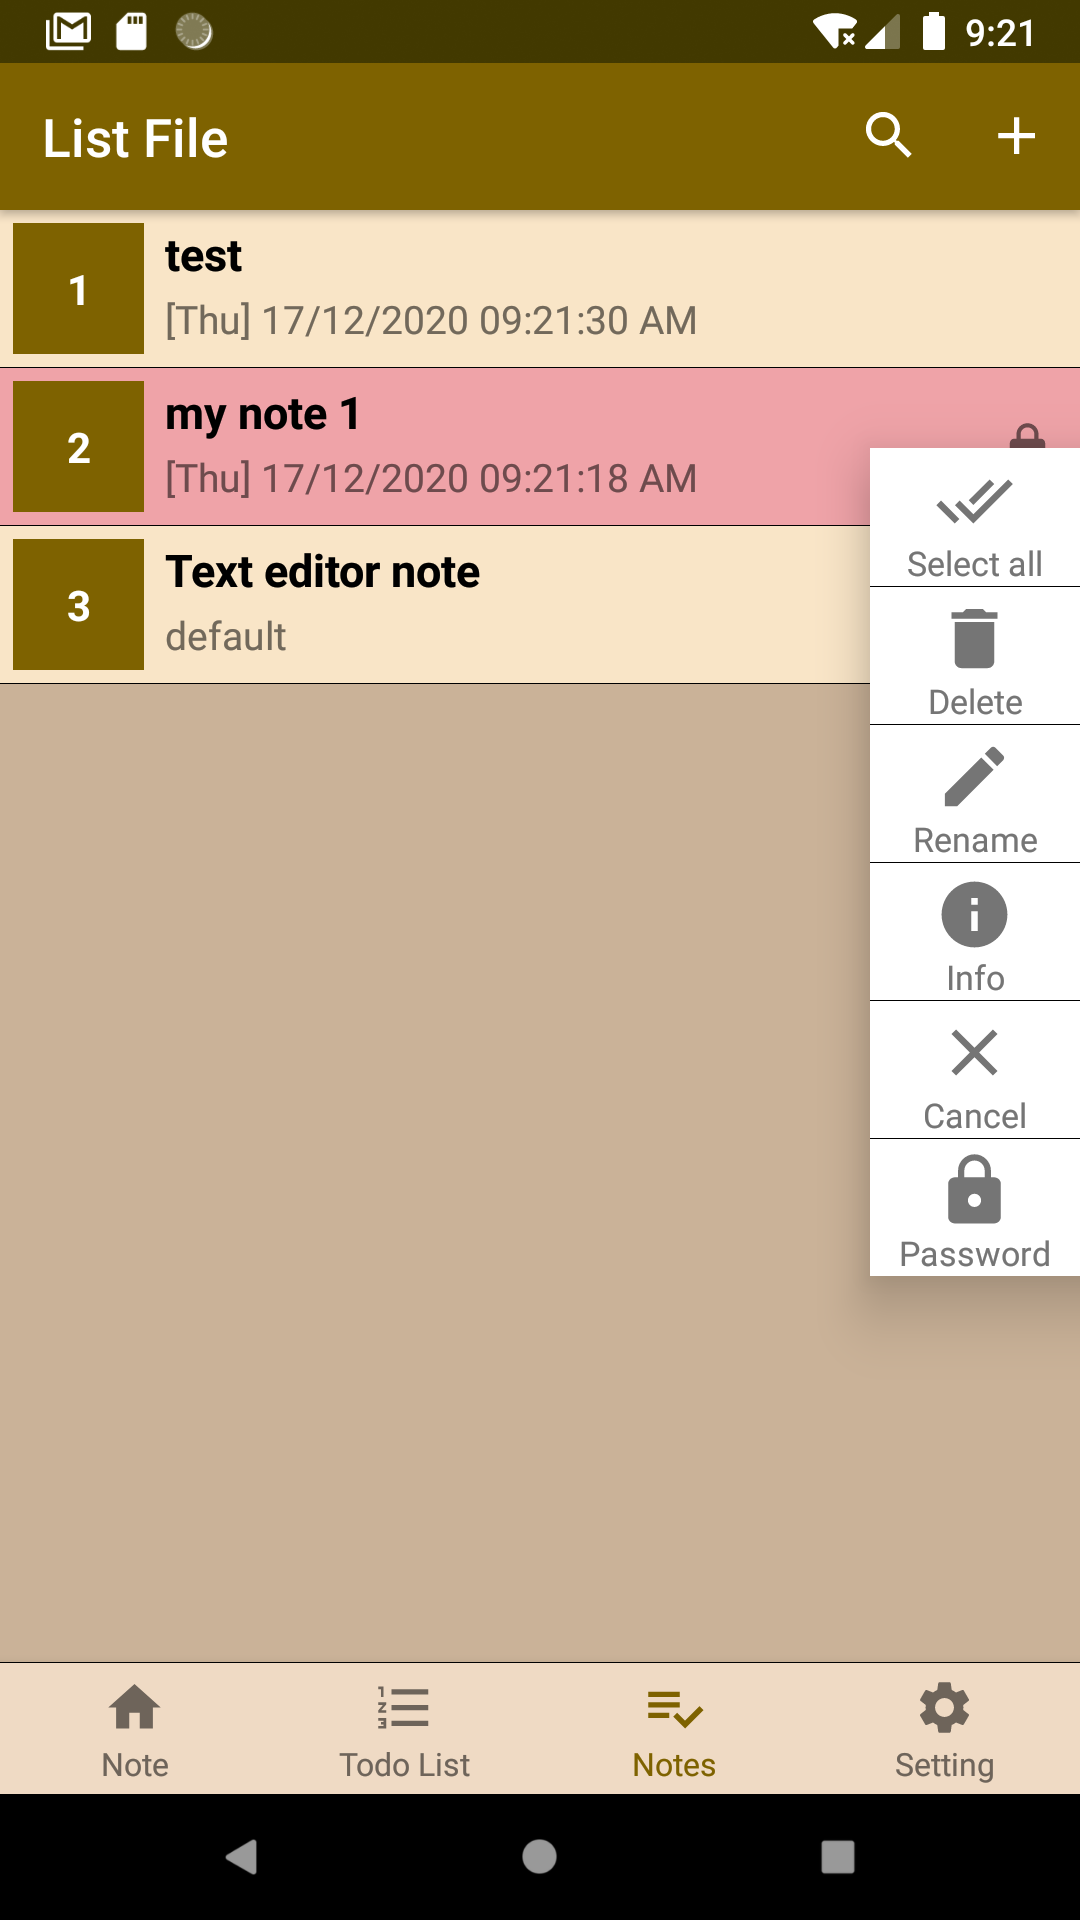 9:21
List File
1
test
[Thu] 17/12/2020 09:21:30 AM
2
my note 1
[Thu] 17/12/2020 09:21:18 AM
3
Text editor note
default
Select all
Delete
Rename
Info
Cancel
Password
Note
Todo List
Notes
Setting